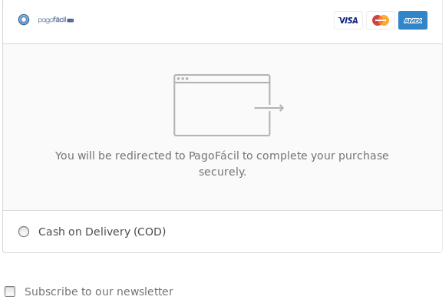 pagofácil
VISA
AMEX
You will be redirected to PagoFácil to complete your purchase
securely.
Cash on Delivery (COD)
Subscribe to our newsletter